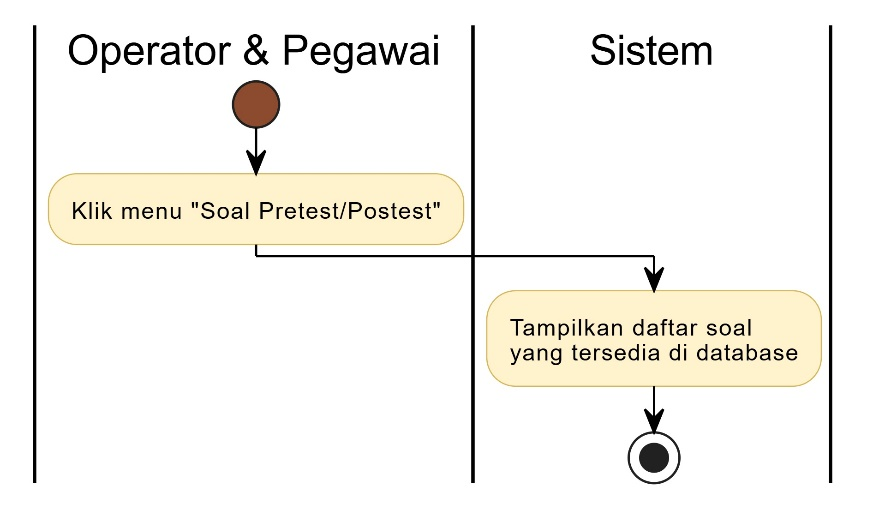 Operator & Pegawai
Sistem
Klik menu "Soal Pretest/Postest"
Tampilkan daftar soal
yang tersedia di database